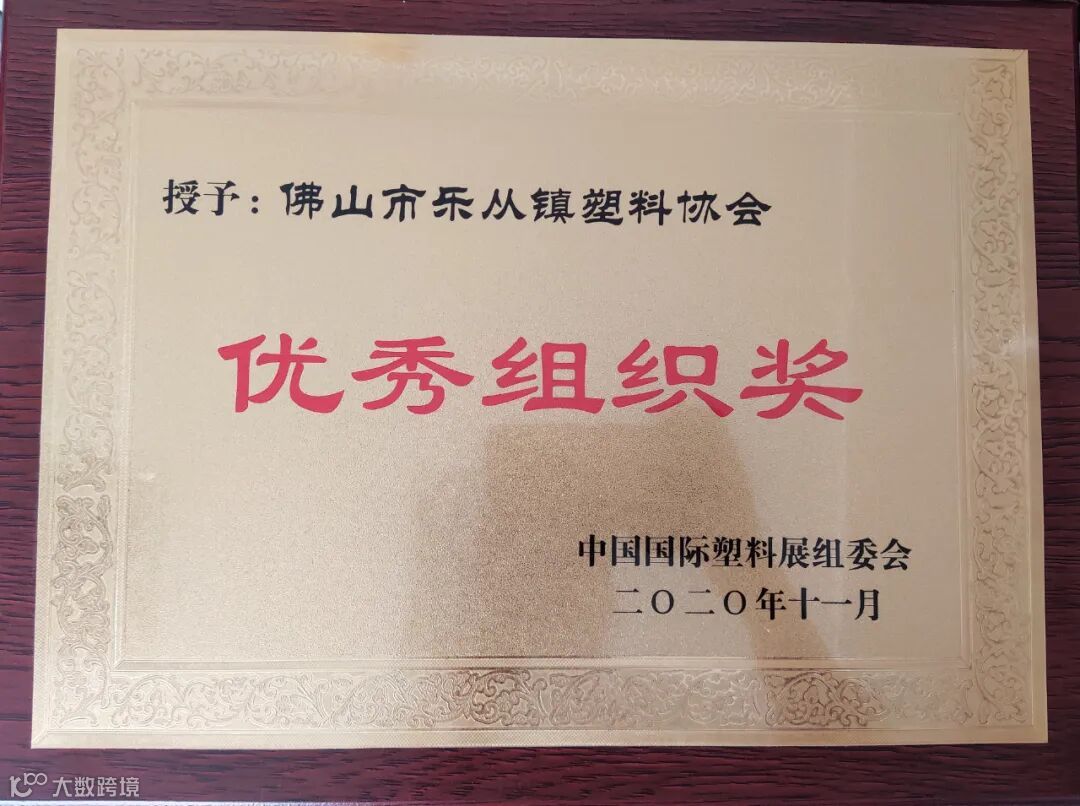 授予：佛山市乐从镇塑料协会
优秀组织奖
中国国际塑料展组委会
二〇二〇年十一月
大数跨境